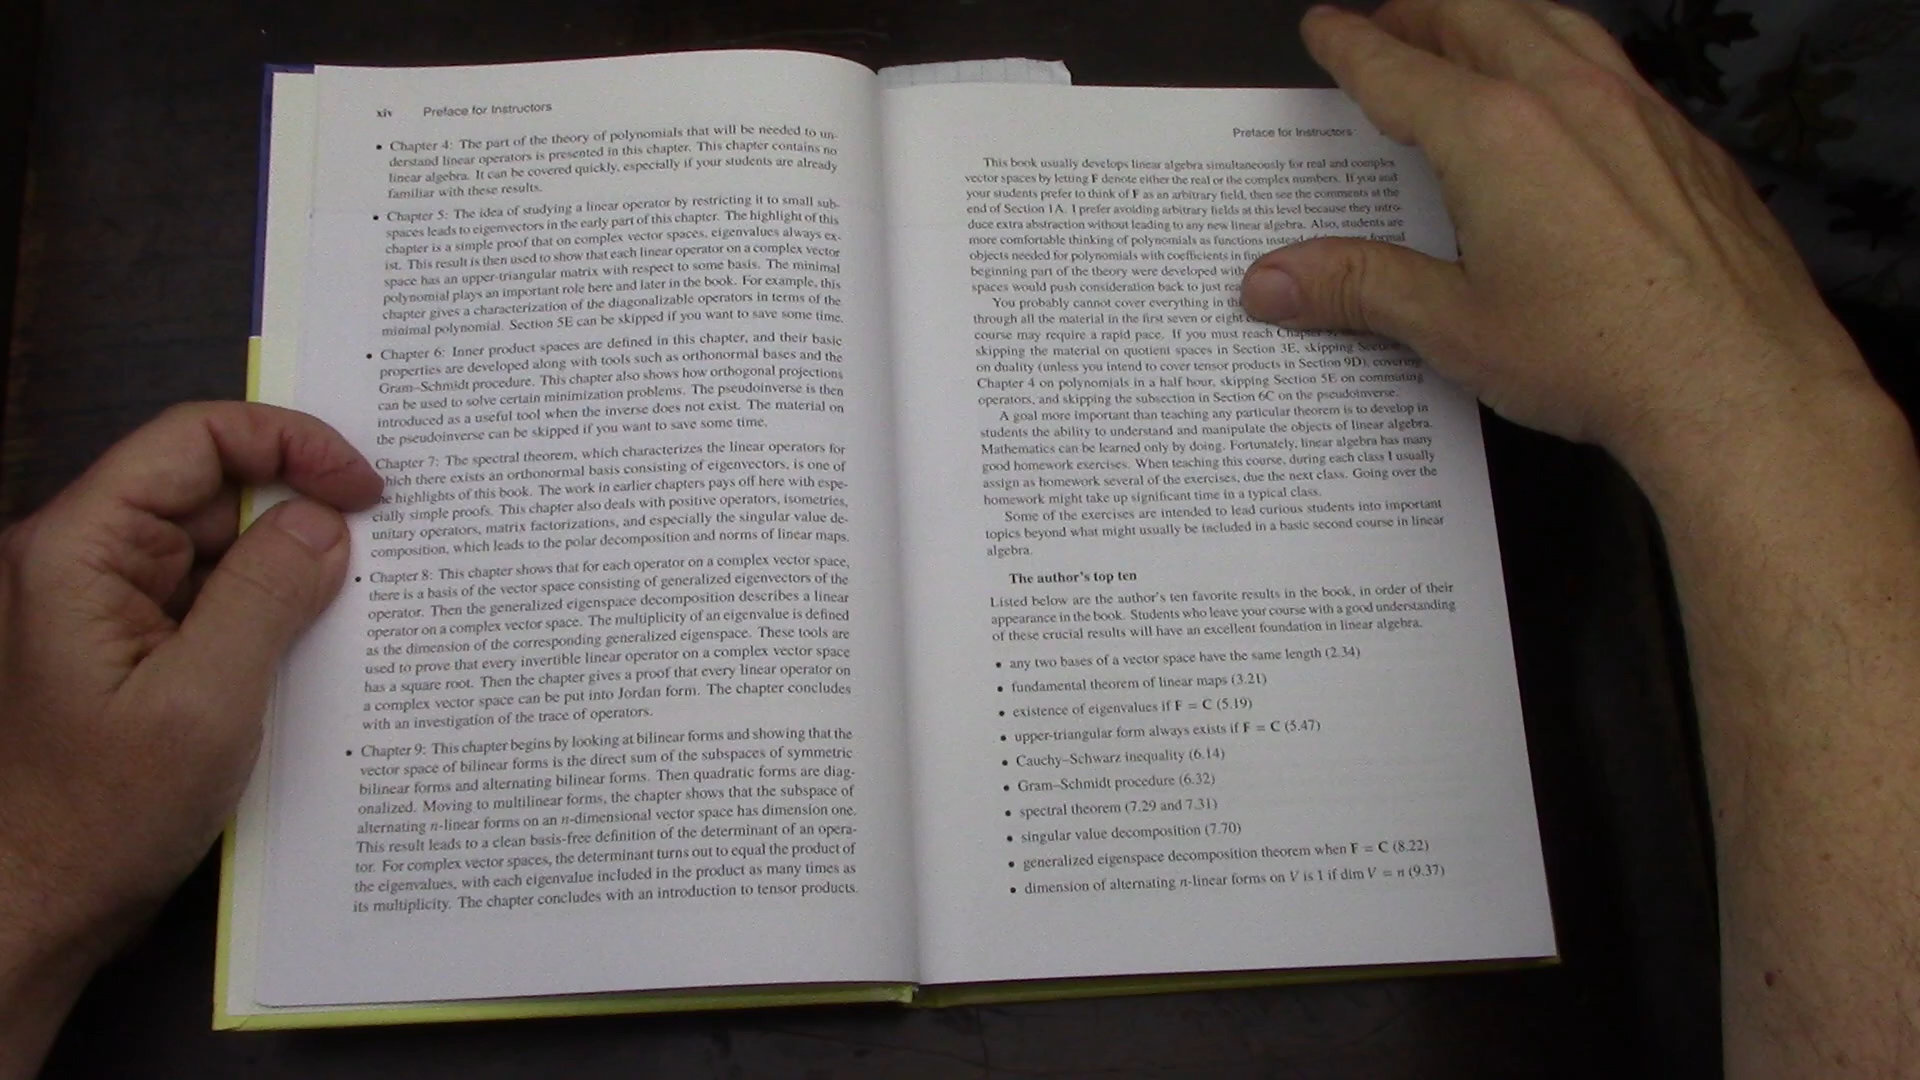 xiv Preface for Instructors
• Chapter 4: The part of the theory of polynomials that will be needed to un-
derstand linear operators is presented in this chapter. This chapter contains no
linear algebra. It can be covered quickly, especially if your students are already
familiar with these results.
• Chapter 5: The idea of studying a linear operator by restricting it to small sub-
spaces leads to eigenvectors in the early part of this chapter. The highlight of this
chapter is a simple proof that on complex vector spaces, eigenvalues always ex-
ist. This result is then used to show that each linear operator on a complex vector
space has an upper-triangular matrix with respect to some basis. The minimal
polynomial plays an important role here and later in the book. For example, this
chapter gives a characterization of the diagonalizable operators in terms of the
minimal polynomial. Section 5E can be skipped if you want to save some time.
• Chapter 6: Inner product spaces are defined in this chapter, and their basic
properties are developed along with tools such as orthonormal bases and the
Gram–Schmidt procedure. This chapter also shows how orthogonal projections
can be used to solve certain minimization problems. The pseudoinverse is then
introduced as a useful tool when the inverse does not exist. The material on
the pseudoinverse can be skipped if you want to save some time.
Chapter 7: The spectral theorem, which characterizes the linear operators for
hich there exists an orthonormal basis consisting of eigenvectors, is one of
he highlights of this book. The work in earlier chapters pays off here with espe-
cially simple proofs. This chapter also deals with positive operators, isometries,
unitary operators, matrix factorizations, and especially the singular value de-
composition, which leads to the polar decomposition and norms of linear maps.
• Chapter 8: This chapter shows that for each operator on a complex vector space,
there is a basis of the vector space consisting of generalized eigenvectors of the
operator. Then the generalized eigenspace decomposition describes a linear
operator on a complex vector space. The multiplicity of an eigenvalue is defined
as the dimension of the corresponding generalized eigenspace. These tools are
used to prove that every invertible linear operator on a complex vector space
has a square root. Then the chapter gives a proof that every linear operator on
a complex vector space can be put into Jordan form. The chapter concludes
with an investigation of the trace of operators.
• Chapter 9: This chapter begins by looking at bilinear forms and showing that the
vector space of bilinear forms is the direct sum of the subspaces of symmetric
bilinear forms and alternating bilinear forms. Then quadratic forms are diag-
onalized. Moving to multilinear forms, the chapter shows that the subspace of
alternating n-linear forms on an n-dimensional vector space has dimension one.
This result leads to a clean basis-free definition of the determinant of an opera-
tor. For complex vector spaces, the determinant turns out to equal the product of
the eigenvalues, with each eigenvalue included in the product as many times as
its multiplicity. The chapter concludes with an introduction to tensor products.
Preface for Instructors
This book usually develops linear algebra simultaneously for real and complex
vector spaces by letting F denote either the real or the complex numbers. If you and
your students prefer to think of F as an arbitrary field, then see the comments at the
end of Section 1A. I prefer avoiding arbitrary fields at this level because they intro-
duce extra abstraction without leading to any new linear algebra. Also, students are
more comfortable thinking of polynomials as functions instead formal
objects needed for polynomials with coefficients in
beginning part of the theory were developed with
spaces would push consideration back to just
You probably cannot cover everything in
through all the material in the first seven or eight
course may require a rapid pace. If you must reach Chapter 9,
skipping the material on quotient spaces in Section 3E, skipping
on duality (unless you intend to cover tensor products in Section 9D), covering
Chapter 4 on polynomials in a half hour, skipping Section 5E on commuting
operators, and skipping the subsection in Section 6C on the pseudoinverse.
A goal more important than teaching any particular theorem is to develop in
students the ability to understand and manipulate the objects of linear algebra.
Mathematics can be learned only by doing. Fortunately, linear algebra has many
good homework exercises. When teaching this course, during each class I usually
assign as homework several of the exercises, due the next class. Going over the
homework might take up significant time in a typical class.
Some of the exercises are intended to lead curious students into important
topics beyond what might usually be included in a basic second course in linear
algebra.
The author's top ten
Listed below are the author's ten favorite results in the book, in order of their
appearance in the book. Students who leave your course with a good understanding
of these crucial results will have an excellent foundation in linear algebra.
• any two bases of a vector space have the same length (2.34)
• fundamental theorem of linear maps (3.21)
• existence of eigenvalues if F = C (5.19)
• upper-triangular form always exists if F = C (5.47)
• Cauchy–Schwarz inequality (6.14)
• Gram–Schmidt procedure (6.32)
• spectral theorem (7.29 and 7.31)
• singular value decomposition (7.70)
• generalized eigenspace decomposition theorem when F = C (8.22)
• dimension of alternating n-linear forms on V is 1 if dim V = n (9.37)